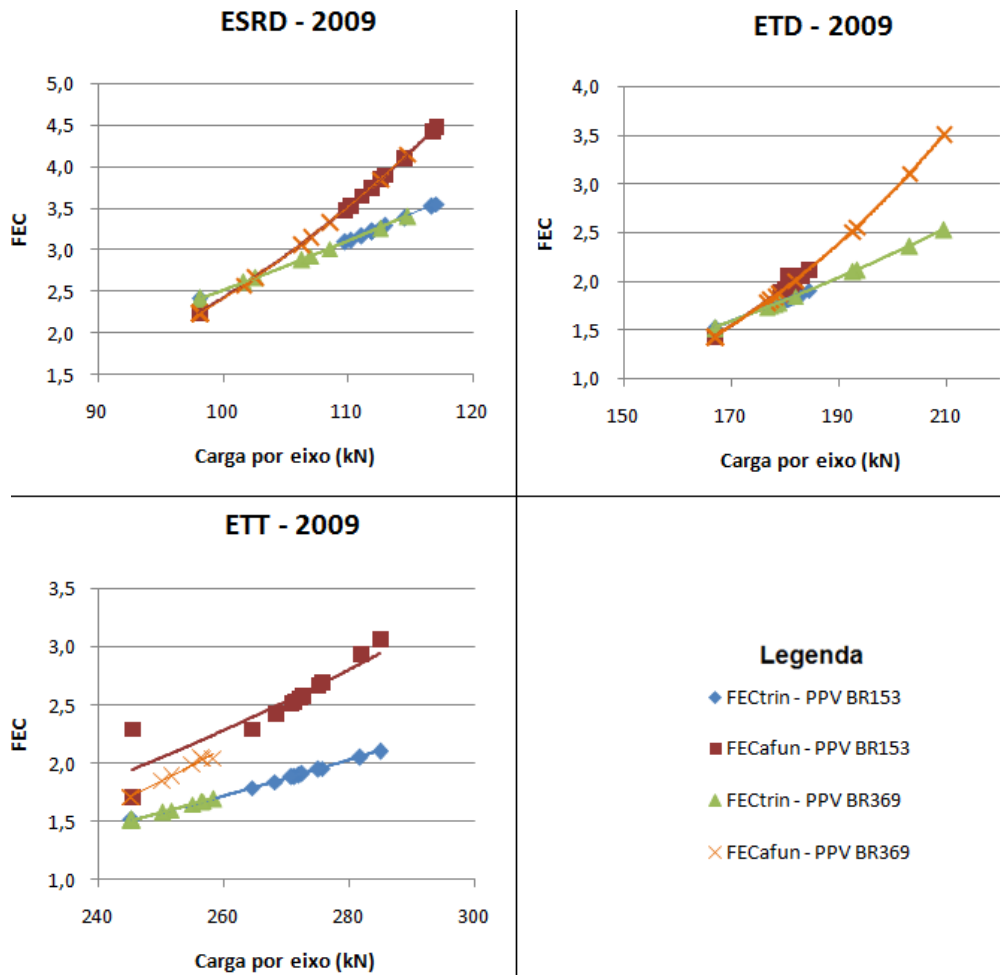 ESRD - 2009
5,0
4,5
4,0
3,5
3,0
2,5
2,0
1,5
FEC
90 100 110 120
Carga por eixo (kN)
ETD - 2009
4,0
3,5
3,0
2,5
2,0
1,5
1,0
FEC
150 170 190 210
Carga por eixo (kN)
ETT - 2009
3,5
3,0
2,5
2,0
1,5
1,0
FEC
240 260 280 300
Carga por eixo (kN)
Legenda
FECtrin - PPV BR153
FECafun - PPV BR153
FECtrin - PPV BR369
FECafun - PPV BR369